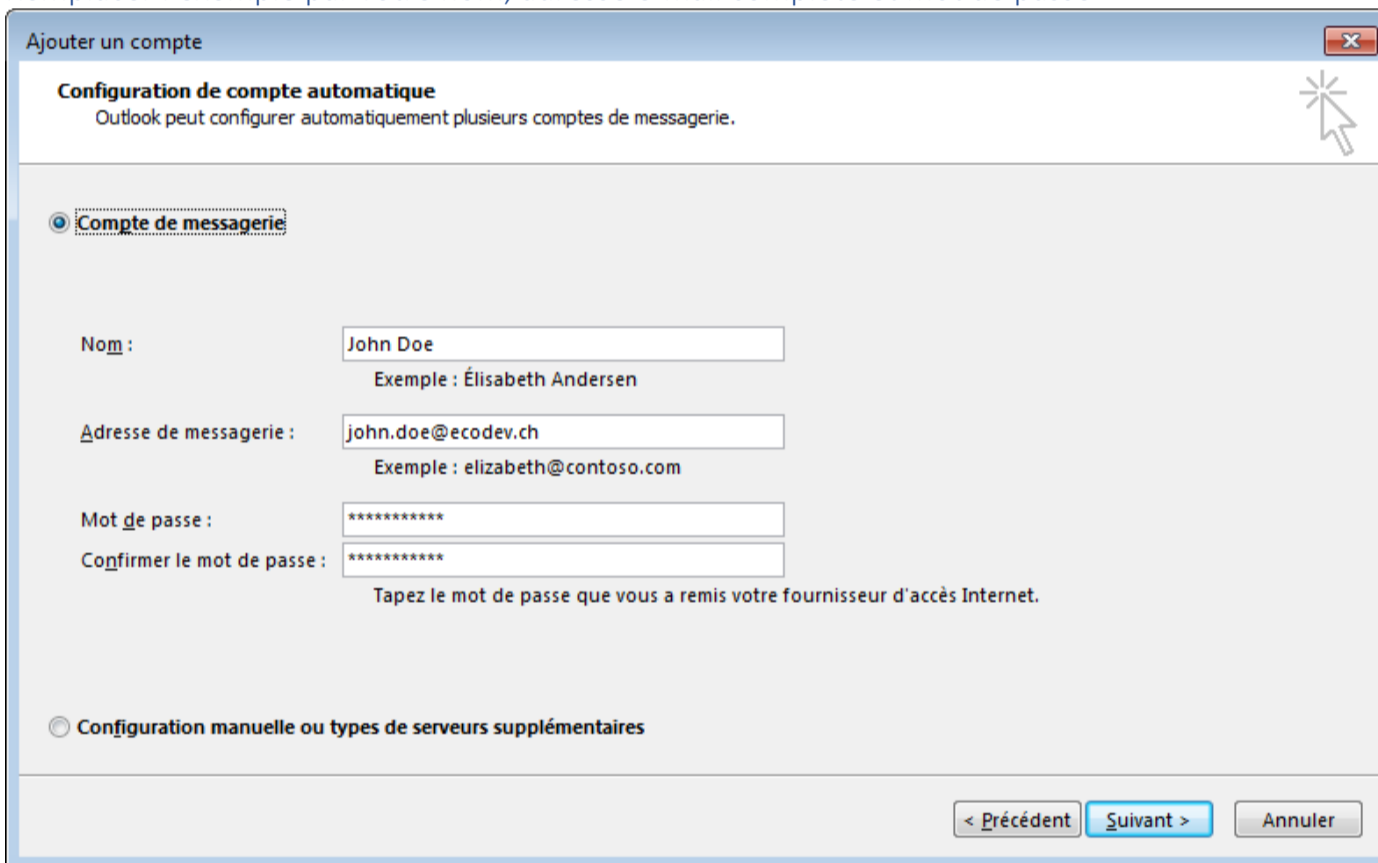 Ajouter un compte
Configuration de compte automatique
Outlook peut configurer automatiquement plusieurs comptes de messagerie.
Compte de messagerie
Nom :
John Doe
Exemple : Élisabeth Andersen
Adresse de messagerie :
john.doe@ecodev.ch
Exemple : elizabeth@contoso.com
Mot de passe :
***********
Confirmer le mot de passe :
***********
Tapez le mot de passe que vous a remis votre fournisseur d'accès Internet.
Configuration manuelle ou types de serveurs supplémentaires
< Précédent
Suivant >
Annuler